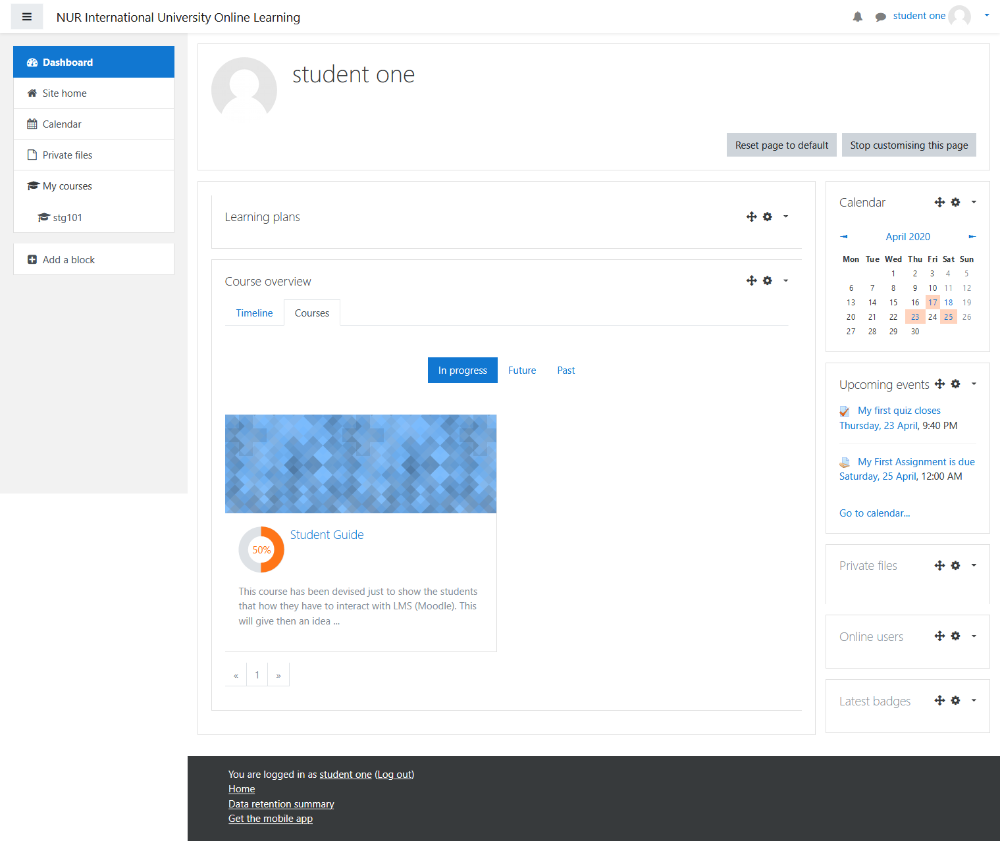 NUR International University Online Learning
student one
Dashboard
Site home
Calendar
Private files
My courses
stg101
Add a block
student one
Reset page to default
Stop customising this page
Learning plans
Course overview
Timeline
Courses
In progress
Future
Past
50%
Student Guide
This course has been devised just to show the students
that how they have to interact with LMS (Moodle). This
will give then an idea ...
« 1 »
Calendar
◄ April 2020 ►
Mon Tue Wed Thu Fri Sat Sun
1 2 3 4 5
6 7 8 9 10 11 12
13 14 15 16 17 18 19
20 21 22 23 24 25 26
27 28 29 30
Upcoming events
My first quiz closes
Thursday, 23 April, 9:40 PM
My First Assignment is due
Saturday, 25 April, 12:00 AM
Go to calendar...
Private files
Online users
Latest badges
You are logged in as student one (Log out)
Home
Data retention summary
Get the mobile app